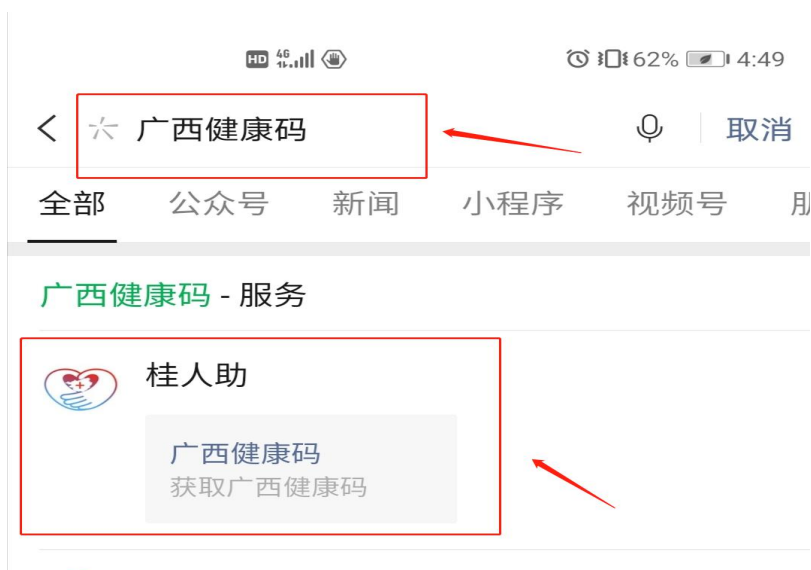 HD 4G 62% 4:49
广西健康码 取消
全部 公众号 新闻 小程序 视频号
广西健康码 - 服务
桂人助
广西健康码
获取广西健康码